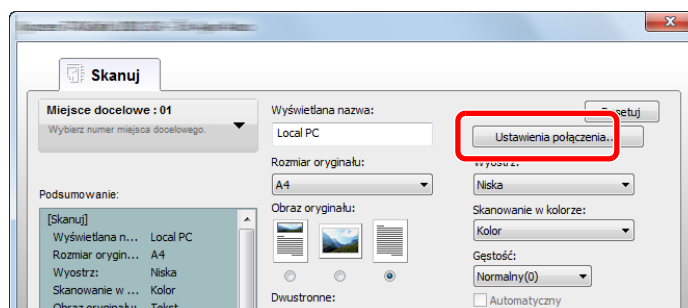 Skanuj
Miejsce docelowe : 01
Wybierz numer miejsca docelowego.
Podsumowanie:
[Skanuj]
Wyświetlana n... Local PC
Rozmiar orygin... A4
Wyostrz: Niska
Skanowanie w ... Kolor
Wyświetlana nazwa:
Local PC
Rozmiar oryginału:
A4
Obraz oryginału:
Dwustronne:
Ustawienia połączenia...
Wyostrz:
Niska
Skanowanie w kolorze:
Kolor
Gęstość:
Normalny(0)
Automatyczny